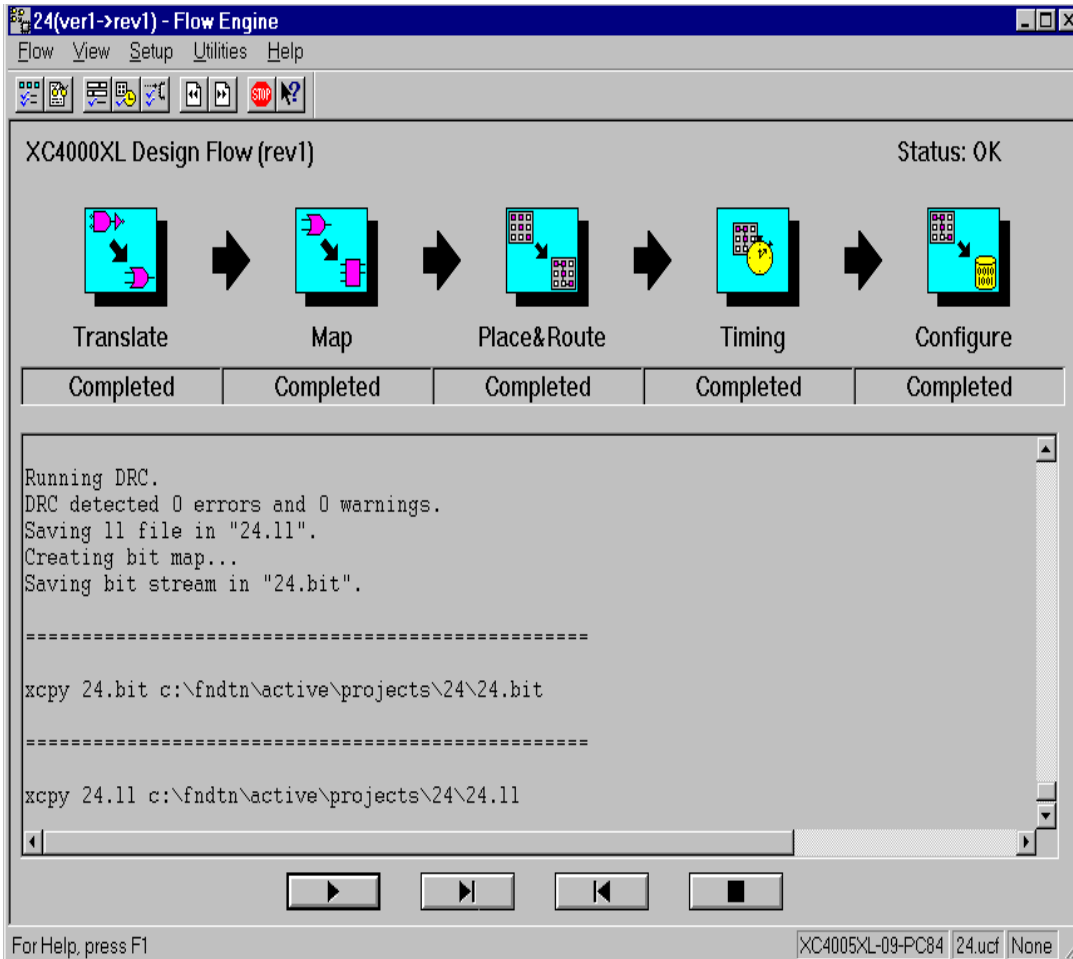 24(ver1->rev1) - Flow Engine
Flow View Setup Utilities Help
STOP
XC4000XL Design Flow (rev1) Status: OK
0010
1001
Translate Map Place&Route Timing Configure
Completed Completed Completed Completed Completed
Running DRC.
DRC detected 0 errors and 0 warnings.
Saving ll file in "24.ll".
Creating bit map...
Saving bit stream in "24.bit".
==================================================
xcpy 24.bit c:\fndtn\active\projects\24\24.bit
==================================================
xcpy 24.ll c:\fndtn\active\projects\24\24.ll
For Help, press F1 XC4005XL-09-PC84 24.ucf None